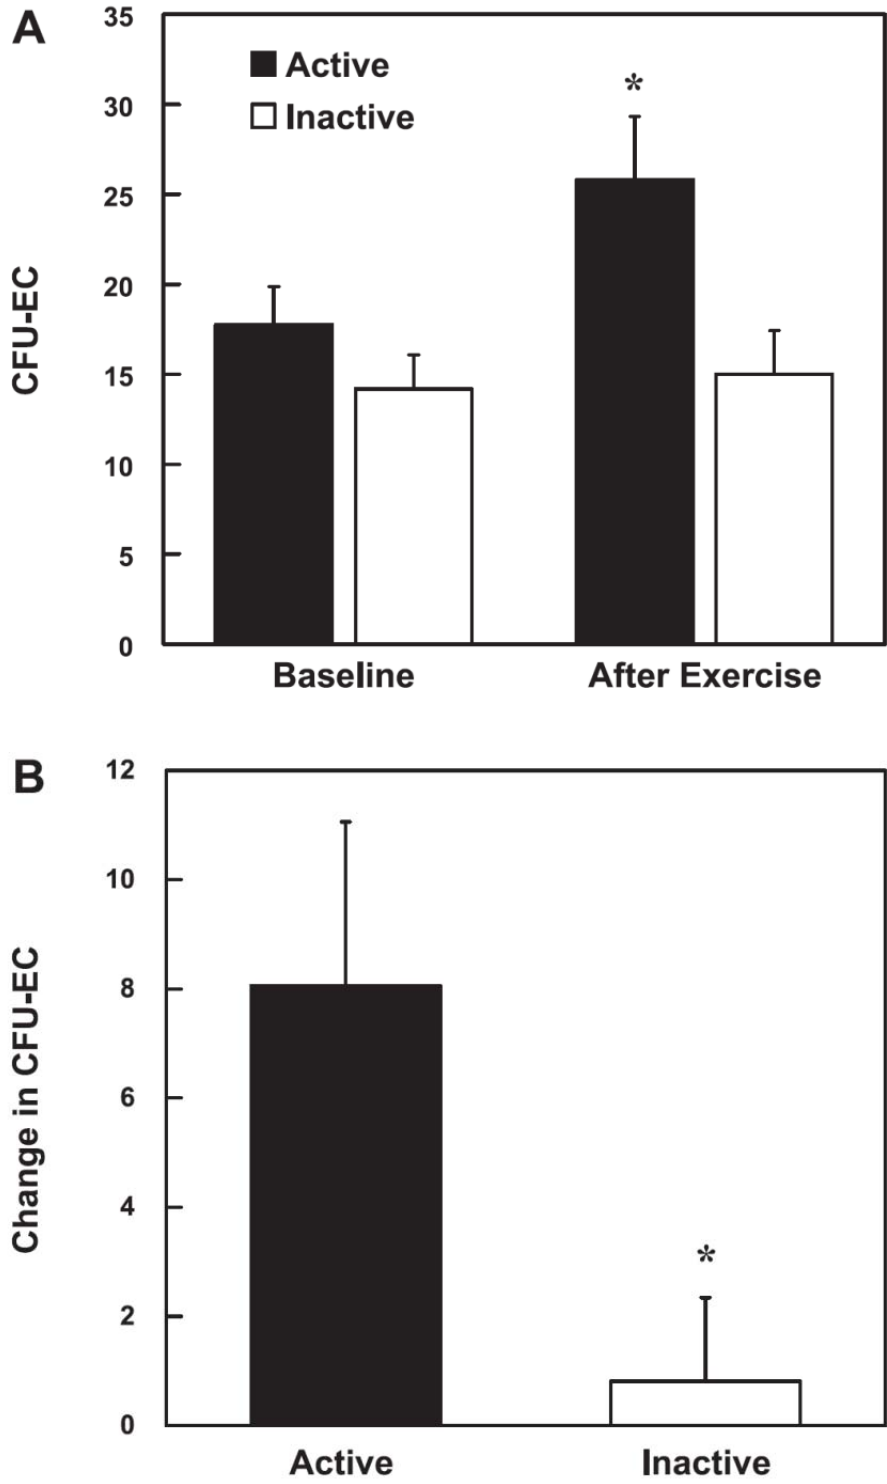 A
35
30
25
20
15
10
5
0
CFU-EC
Active
Inactive
*
Baseline After Exercise
B
12
10
8
6
4
2
0
Change in CFU-EC
*
Active Inactive